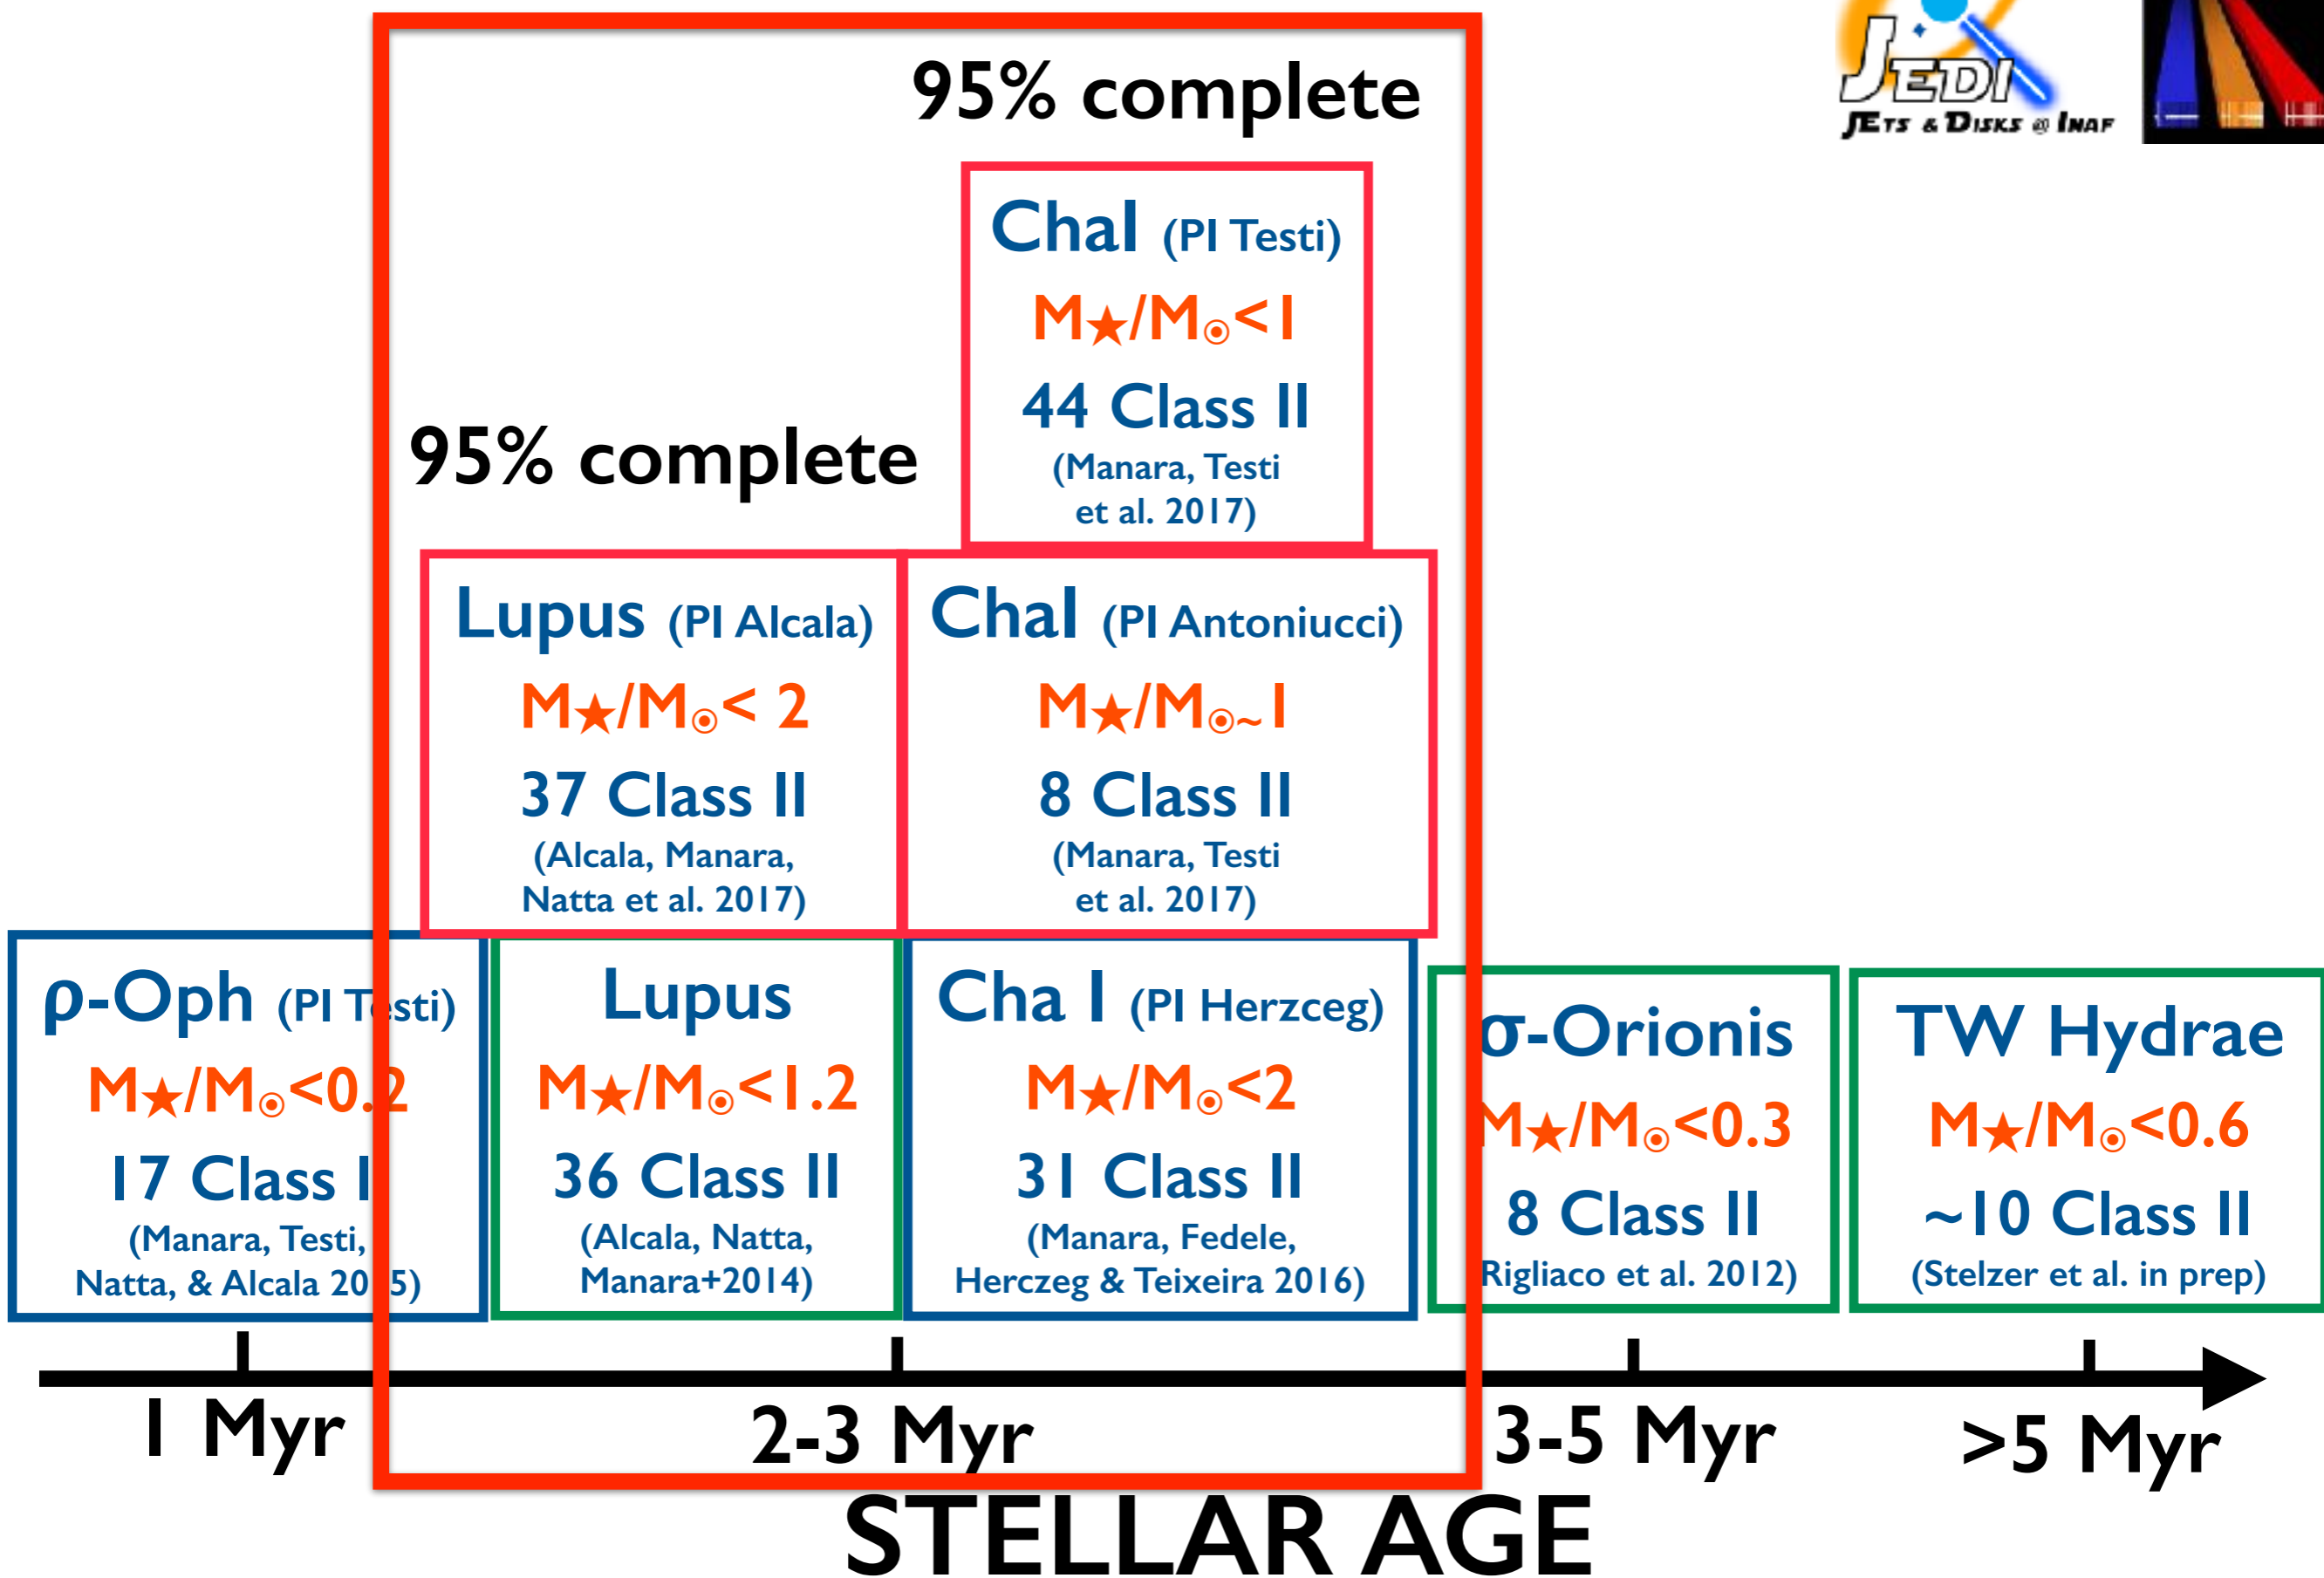 95% complete
JEDI
JETS & DISKS @ INAF
ChaI (PI Testi)
M★/M⊙<1
44 Class II
(Manara, Testi
et al. 2017)
95% complete
Lupus (PI Alcala)
M★/M⊙< 2
37 Class II
(Alcala, Manara,
Natta et al. 2017)
ChaI (PI Antoniucci)
M★/M⊙~1
8 Class II
(Manara, Testi
et al. 2017)
ρ-Oph (PI Testi)
M★/M⊙<0.2
17 Class I
(Manara, Testi,
Natta, & Alcala 2015)
Lupus
M★/M⊙<1.2
36 Class II
(Alcala, Natta,
Manara+2014)
Cha I (PI Herzceg)
M★/M⊙<2
31 Class II
(Manara, Fedele,
Herczeg & Teixeira 2016)
σ-Orionis
M★/M⊙<0.3
8 Class II
Rigliaco et al. 2012)
TW Hydrae
M★/M⊙<0.6
~10 Class II
(Stelzer et al. in prep)
1 Myr
2-3 Myr
3-5 Myr
>5 Myr
STELLAR AGE